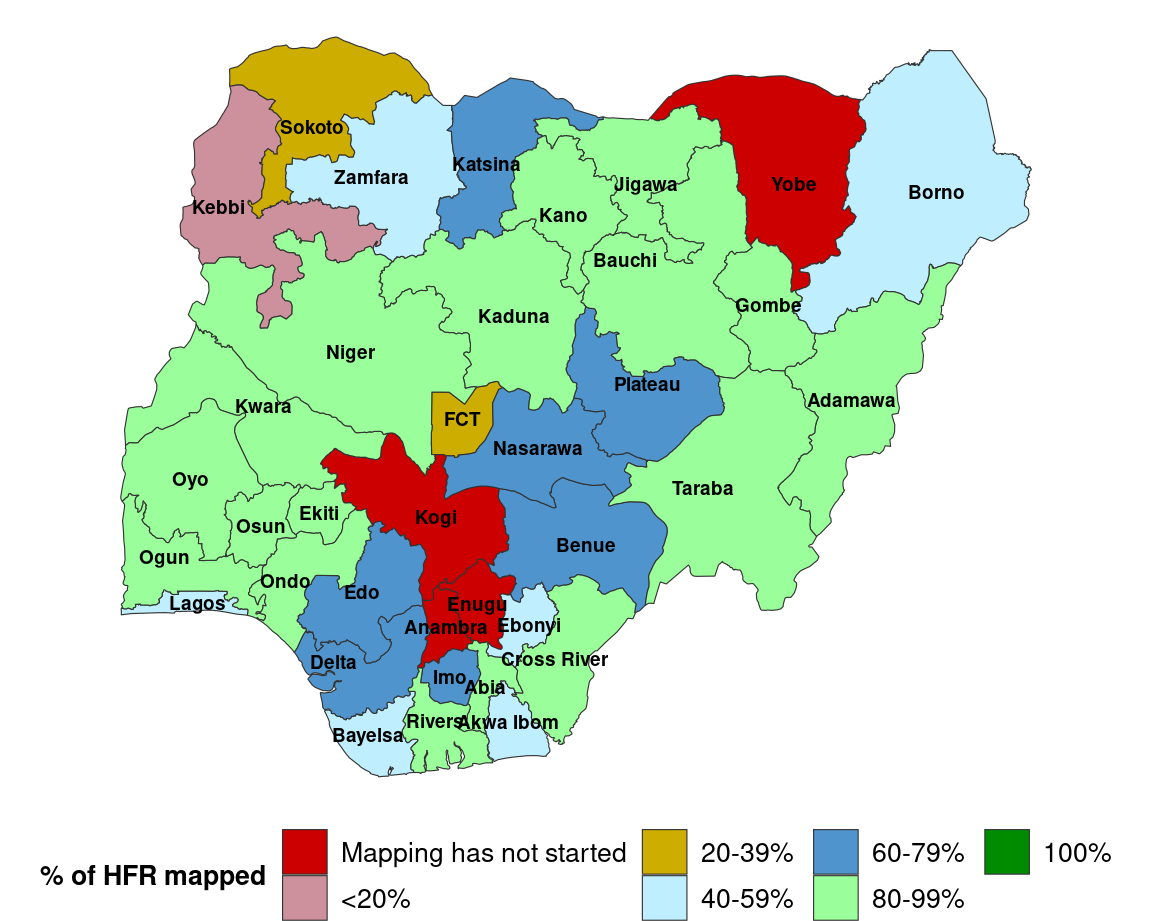 Sokoto
Katsina
Zamfara
Jigawa
Yobe
Borno
Kebbi
Kano
Bauchi
Gombe
Kaduna
Niger
Plateau
Adamawa
Kwara
FCT
Nasarawa
Oyo
Taraba
Ekiti
Kogi
Osun
Benue
Ogun
Ondo
Edo
Lagos
Enugu
Anambra
Ebonyi
Delta
Cross River
Imo
Abia
Rivers
Akwa Ibom
Bayelsa
% of HFR mapped
Mapping has not started
<20%
20-39%
40-59%
60-79%
80-99%
100%